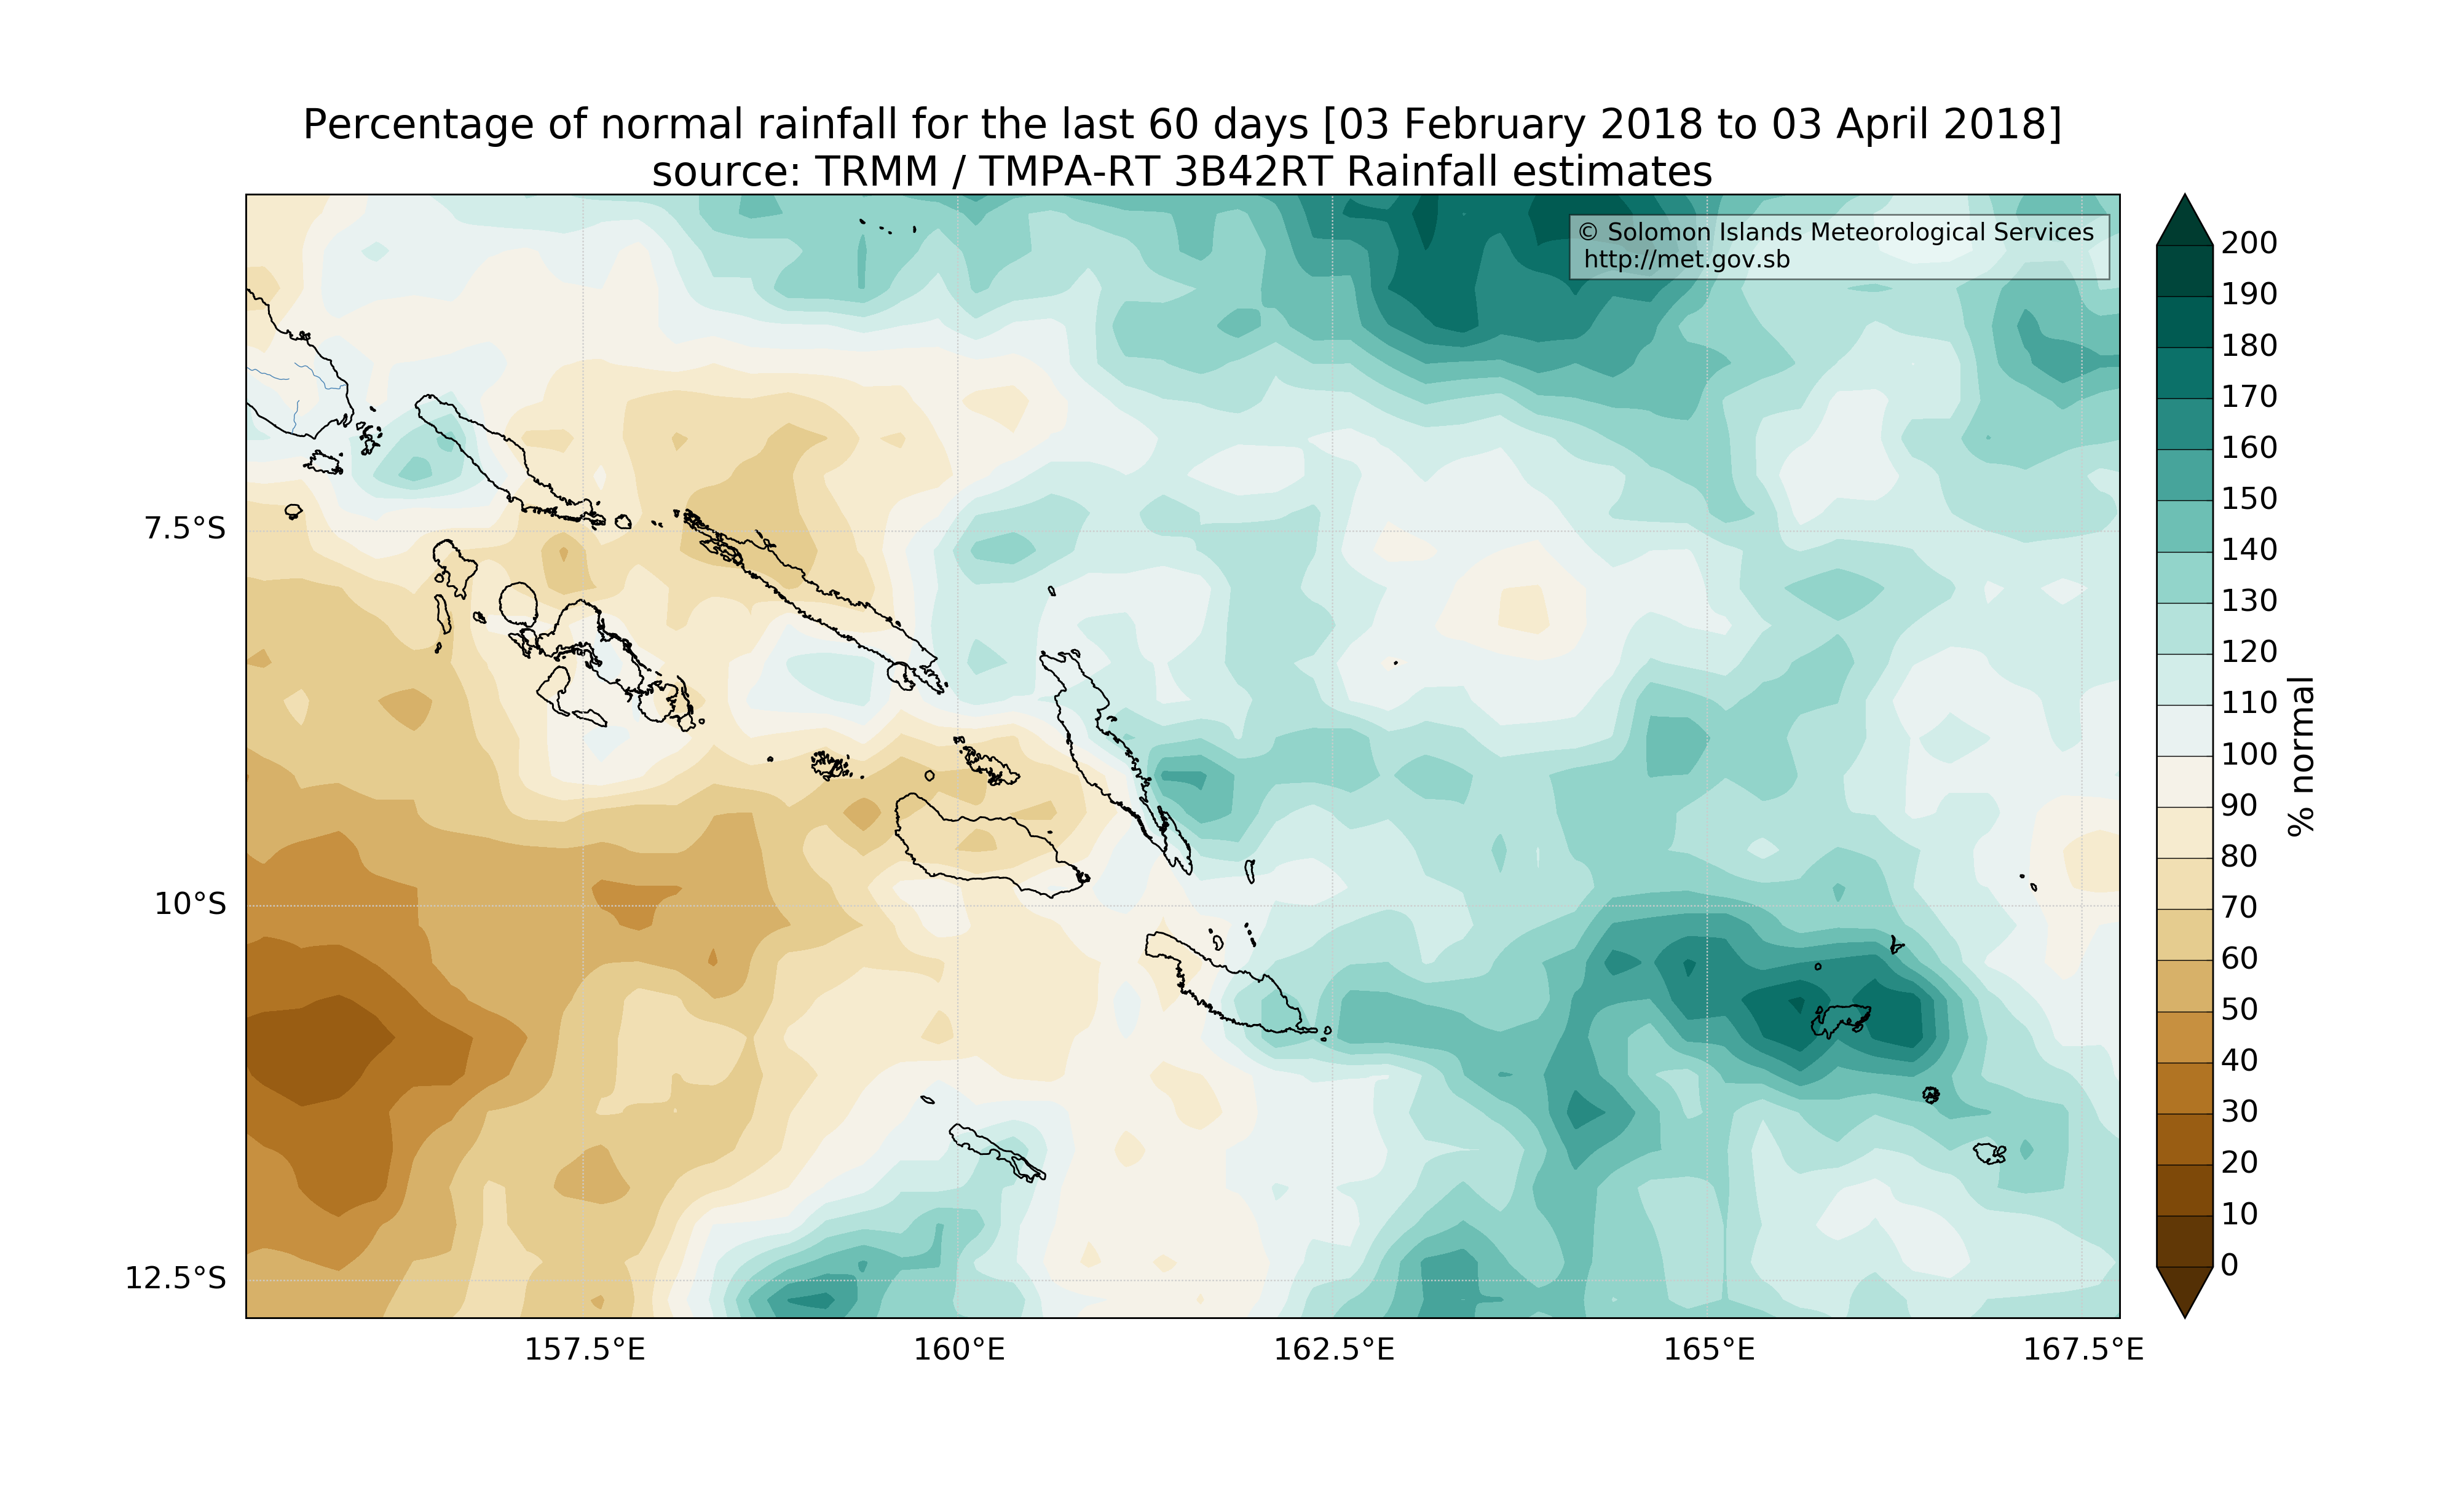 Percentage of normal rainfall for the last 60 days [03 February 2018 to 03 April 2018]
source: TRMM / TMPA-RT 3B42RT Rainfall estimates
© Solomon Islands Meteorological Services
http://met.gov.sb
7.5°S
10°S
12.5°S
157.5°E
160°E
162.5°E
165°E
167.5°E
200
190
180
170
160
150
140
130
120
110
100
90
80
70
60
50
40
30
20
10
0
% normal